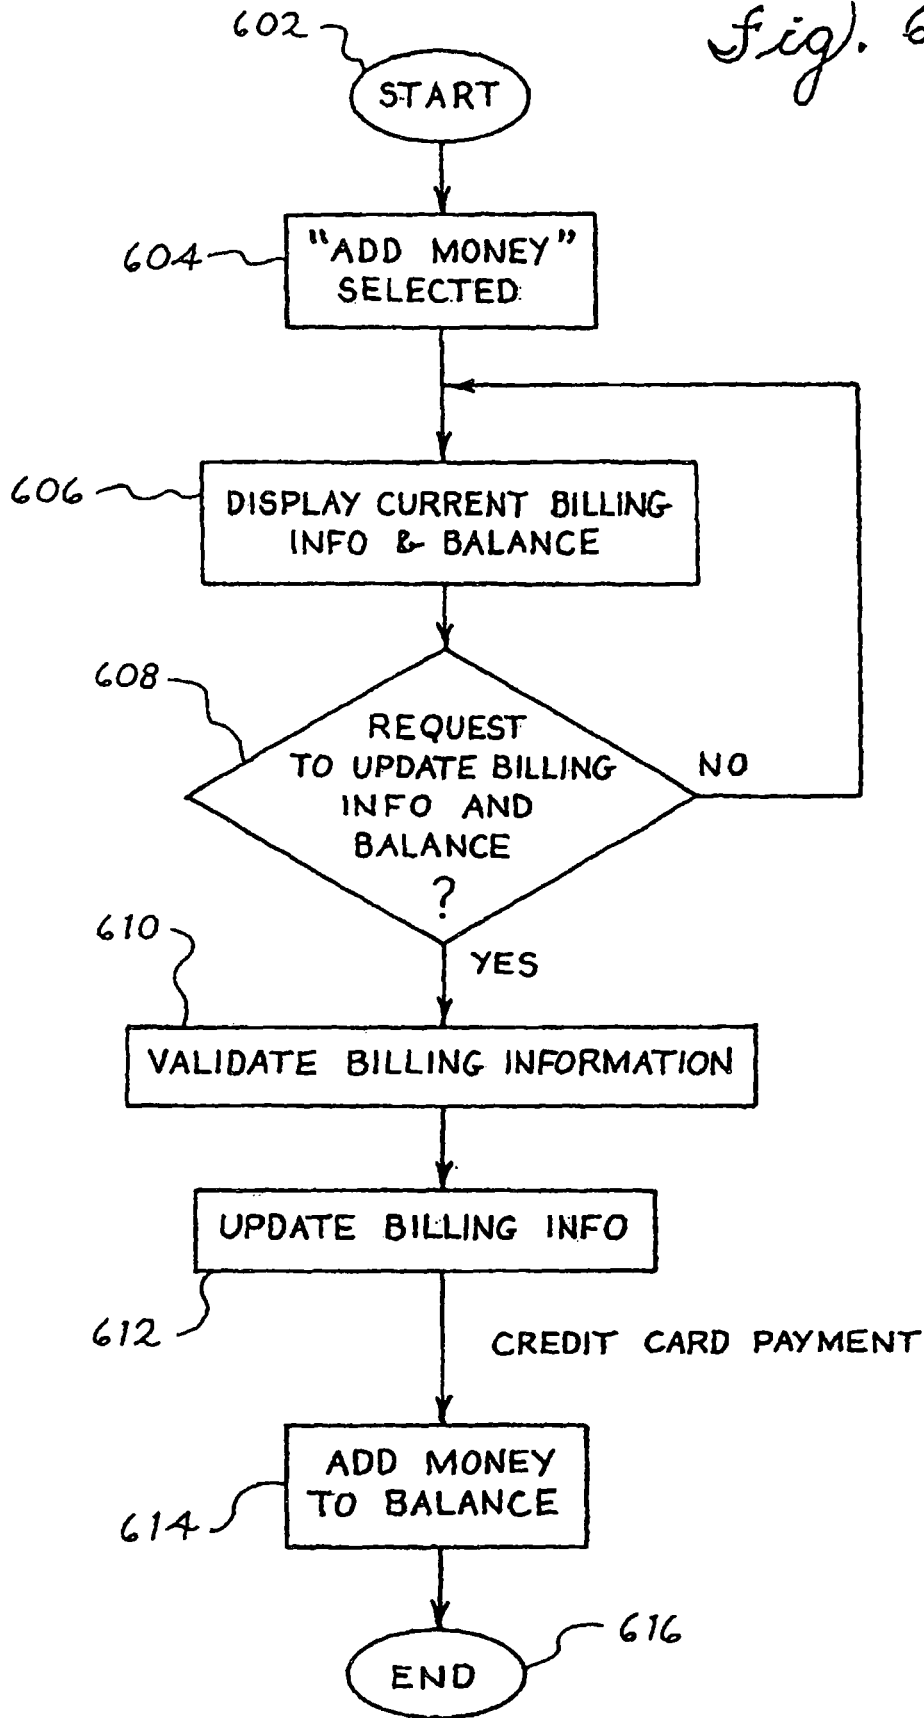 Fig. 6
602
START
604
"ADD MONEY"
SELECTED
606
DISPLAY CURRENT BILLING
INFO & BALANCE
608
REQUEST
TO UPDATE BILLING
INFO AND
BALANCE
?
NO
610
YES
VALIDATE BILLING INFORMATION
UPDATE BILLING INFO
612
CREDIT CARD PAYMENT
ADD MONEY
TO BALANCE
614
616
END